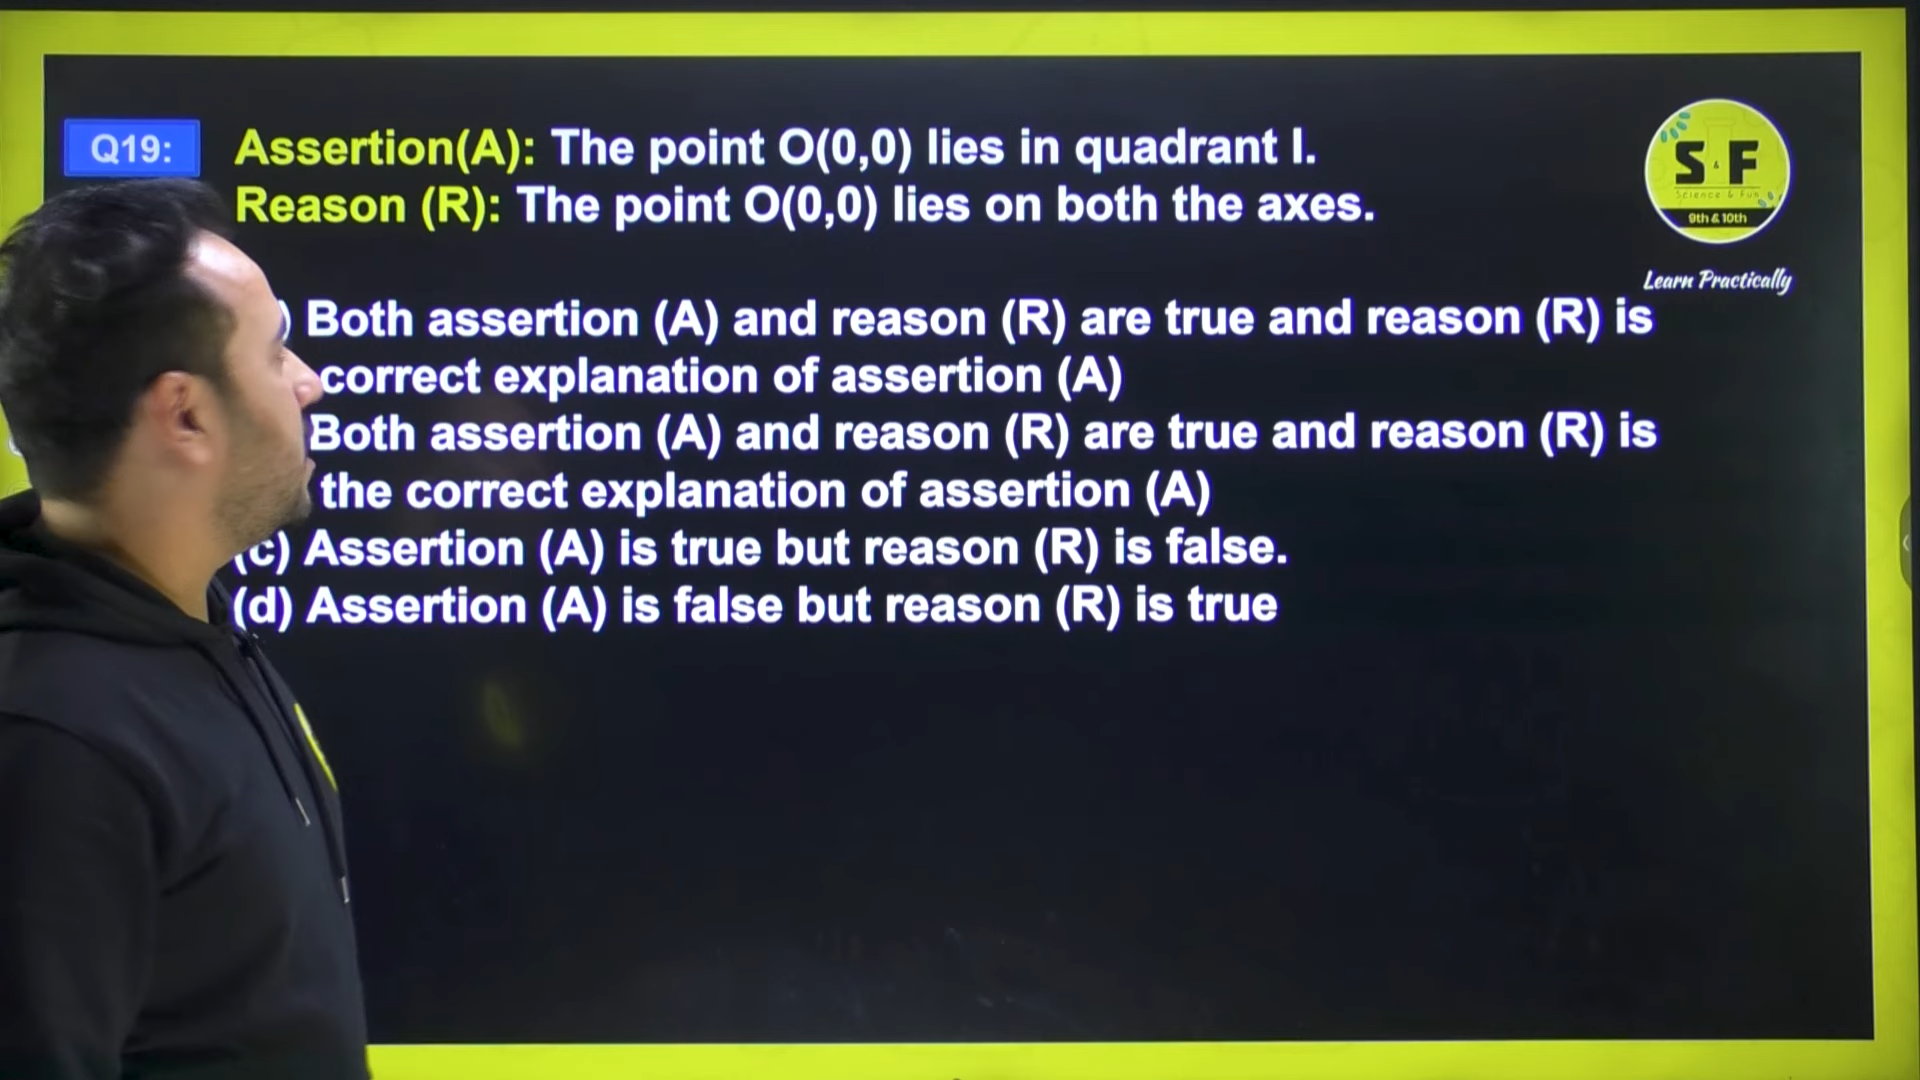 Q19:
Assertion(A): The point O(0,0) lies in quadrant I.
Reason (R): The point O(0,0) lies on both the axes.
S & F
Science & Fun
9th & 10th
Learn Practically
) Both assertion (A) and reason (R) are true and reason (R) is
correct explanation of assertion (A)
Both assertion (A) and reason (R) are true and reason (R) is
the correct explanation of assertion (A)
(c) Assertion (A) is true but reason (R) is false.
(d) Assertion (A) is false but reason (R) is true